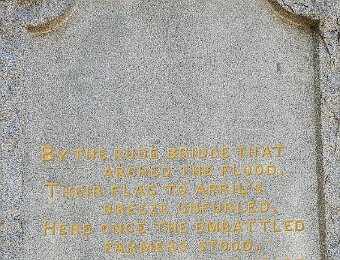 BY THE RUDE BRIDGE THAT
ARCHED THE FLOOD,
THEIR FLAG TO APRIL'S
BREEZE UNFURLED,
HERE ONCE THE EMBATTLED
FARMERS STOOD,